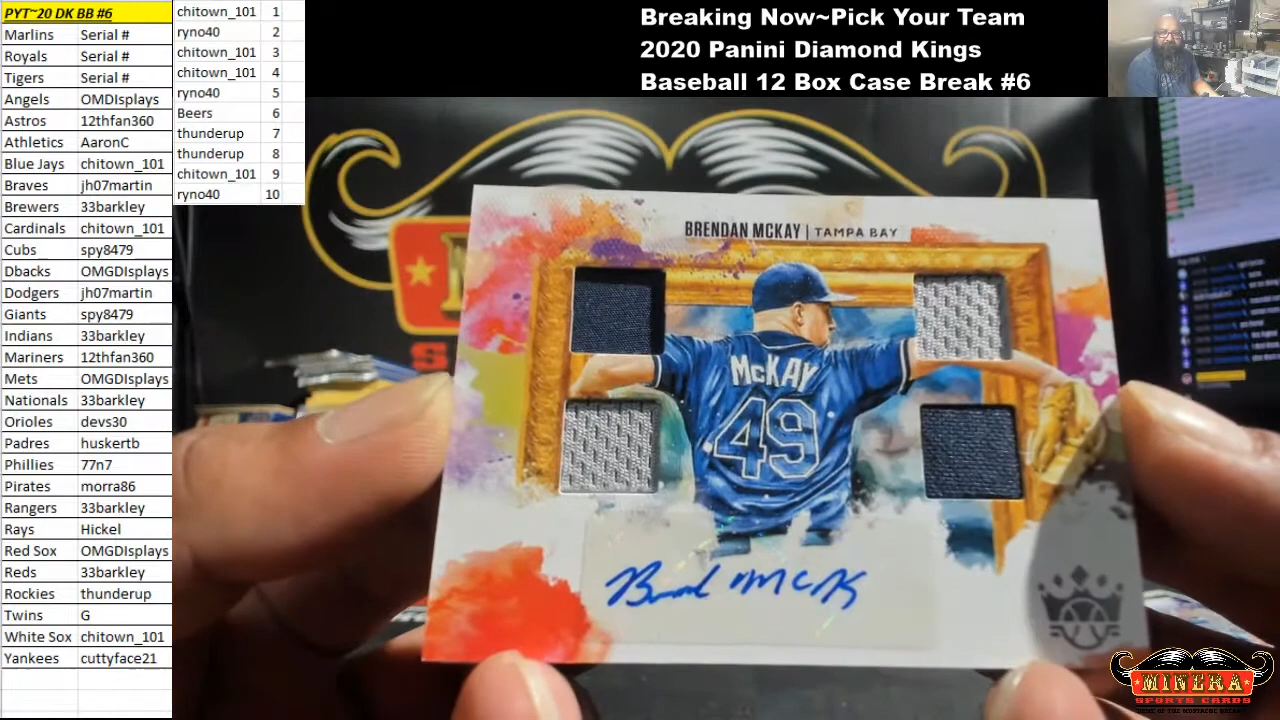 PYT~20 DK BB #6
Marlins Serial #
Royals Serial #
Tigers Serial #
Angels OMDIsplays
Astros 12thfan360
Athletics AaronC
Blue Jays chitown_101
Braves jh07martin
Brewers 33barkley
Cardinals chitown_101
Cubs spy8479
Dbacks OMGDIsplays
Dodgers jh07martin
Giants spy8479
Indians 33barkley
Mariners 12thfan360
Mets OMGDIsplays
Nationals 33barkley
Orioles devs30
Padres huskertb
Phillies 77n7
Pirates morra86
Rangers 33barkley
Rays Hickel
Red Sox OMGDIsplays
Reds 33barkley
Rockies thunderup
Twins G
White Sox chitown_101
Yankees cuttyface21
chitown_101 1
ryno40 2
chitown_101 3
chitown_101 4
ryno40 5
Beers 6
thunderup 7
thunderup 8
chitown_101 9
ryno40 10
Breaking Now~Pick Your Team
2020 Panini Diamond Kings
Baseball 12 Box Case Break #6
BRENDAN MCKAY | TAMPA BAY
McKAY
49
MINERA
SPORTS CARDS